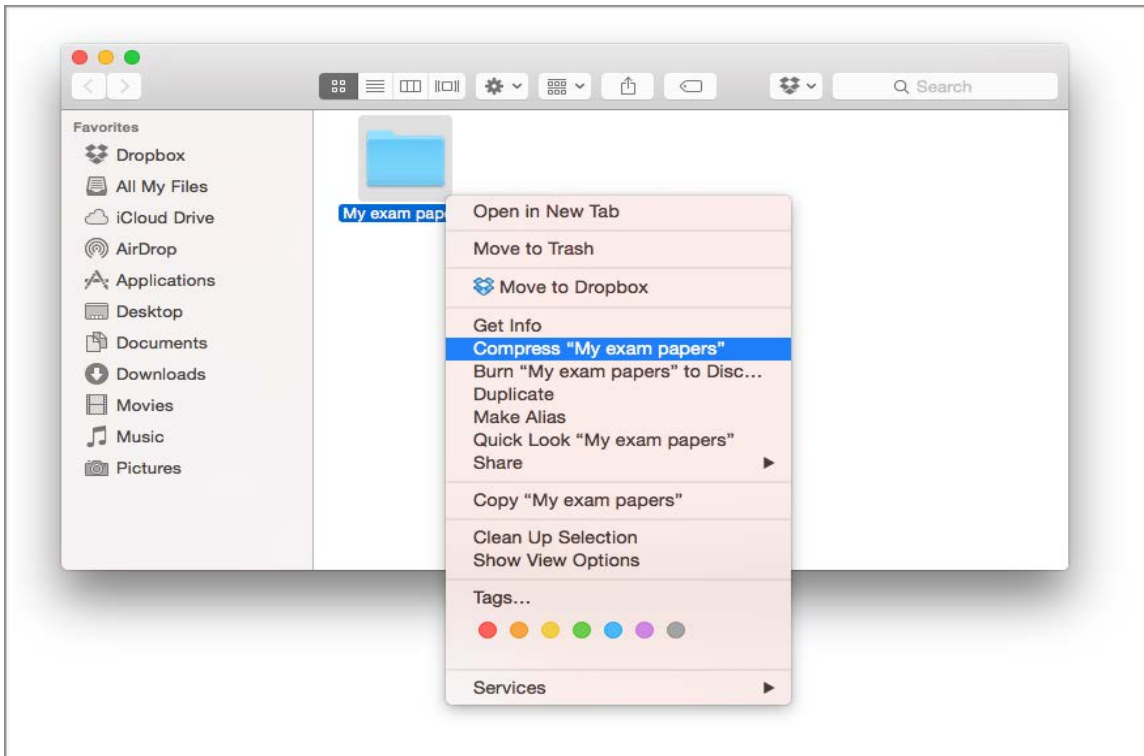 Search
Favorites
Dropbox
All My Files
iCloud Drive
AirDrop
Applications
Desktop
Documents
Downloads
Movies
Music
Pictures
My exam
Open in New Tab
Move to Trash
Move to Dropbox
Get Info
Compress “My exam papers”
Burn “My exam papers” to Disc...
Duplicate
Make Alias
Quick Look “My exam papers”
Share
Copy “My exam papers”
Clean Up Selection
Show View Options
Tags...
Services